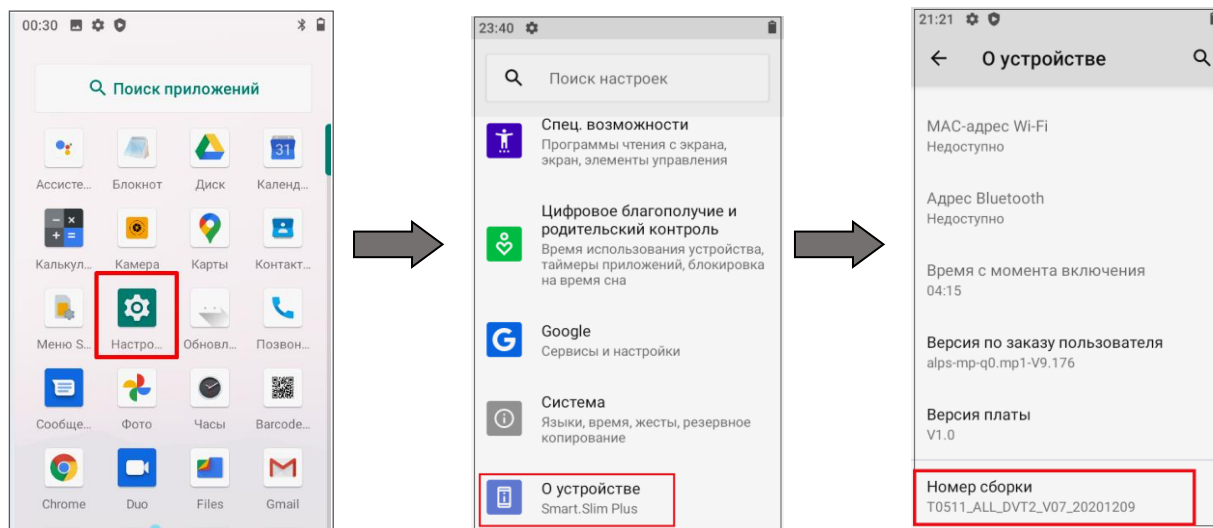 00:30
Поиск приложений
31
Ассисте... Блокнот Диск Календ...
Калькул... Камера Карты Контакт...
Меню S... Настро... Обновл... Позвон...
Сообще... Фото Часы Barcode...
Chrome Duo Files Gmail
23:40
Поиск настроек
Спец. возможности
Программы чтения с экрана,
экран, элементы управления
Цифровое благополучие и
родительский контроль
Время использования устройства,
таймеры приложений, блокировка
на время сна
Google
Сервисы и настройки
Система
Языки, время, жесты, резервное
копирование
О устройстве
Smart.Slim Plus
21:21
О устройстве
MAC-адрес Wi-Fi
Недоступно
Адрес Bluetooth
Недоступно
Время с момента включения
04:15
Версия по заказу пользователя
alps-mp-q0.mp1-V9.176
Версия платы
V1.0
Номер сборки
T0511_ALL_DVT2_V07_20201209